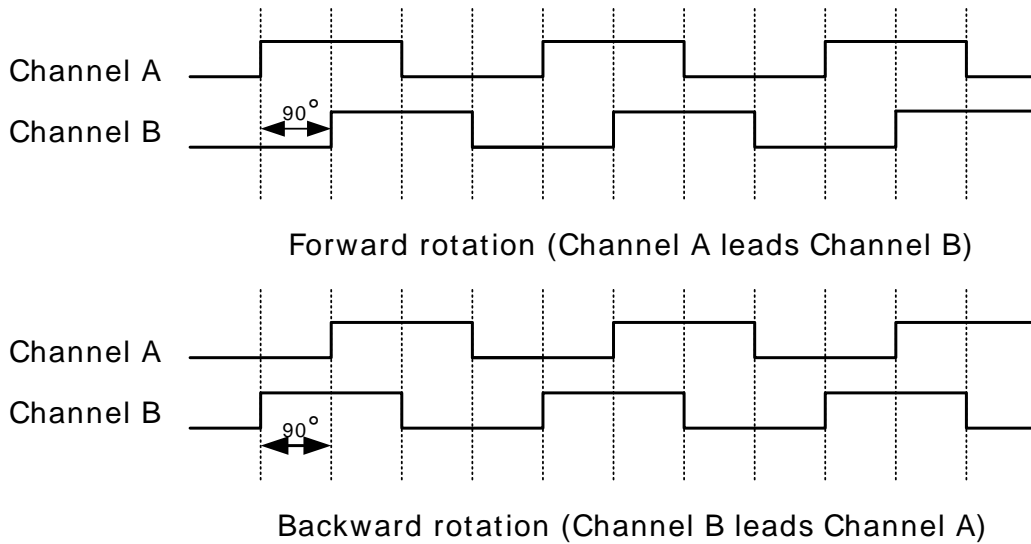 Channel A
90°
Channel B
Forward rotation (Channel A leads Channel B)
Channel A
Channel B
90°
Backward rotation (Channel B leads Channel A)